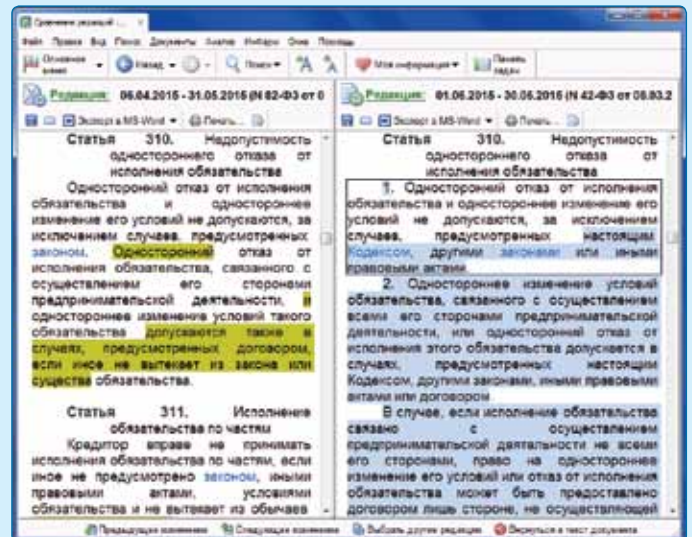 Сравнение редакций ...
Файл Правка Вид Поиск Документы Анализ Окна Помощь
Основное меню Назад Поиск Моя информация Панель задач
Редакция: 06.04.2015 - 31.05.2015 (N 82-ФЗ от 0
Экспорт в MS-Word Печать...
Статья 310. Недопустимость
одностороннего отказа от
исполнения обязательства
Односторонний отказ от исполнения
обязательства и одностороннее
изменение его условий не допускаются, за
исключением случаев, предусмотренных
законом. Односторонний отказ от
исполнения обязательства, связанного с
осуществлением его сторонами
предпринимательской деятельности, и
одностороннее изменение условий такого
обязательства допускаются также в
случаях, предусмотренных договором,
если иное не вытекает из закона или
существа обязательства.
Статья 311. Исполнение
обязательства по частям
Кредитор вправе не принимать
исполнения обязательства по частям, если
иное не предусмотрено законом, иными
правовыми актами, условиями
обязательства и не вытекает из обычаев
Редакция: 01.06.2015 - 30.06.2015 (N 42-ФЗ от 08.03.2
Экспорт в MS-Word Печать...
Статья 310. Недопустимость
одностороннего отказа от
исполнения обязательства
1. Односторонний отказ от исполнения
обязательства и одностороннее изменение его
условий не допускаются, за исключением
случаев, предусмотренных настоящим
Кодексом, другими законами или иными
правовыми актами.
2. Одностороннее изменение условий
обязательства, связанного с осуществлением
всеми его сторонами предпринимательской
деятельности, или односторонний отказ от
исполнения этого обязательства допускается в
случаях, предусмотренных настоящим
Кодексом, другими законами, иными правовыми
актами или договором.
В случае, если исполнение обязательства
связано с осуществлением
предпринимательской деятельности не всеми
его сторонами, право на одностороннее
изменение его условий или отказ от исполнения
обязательства может быть предоставлено
договором лишь стороне, не осуществляющей
Предыдущее изменение Следующее изменение Выбрать другие редакции Вернуться в текст документа